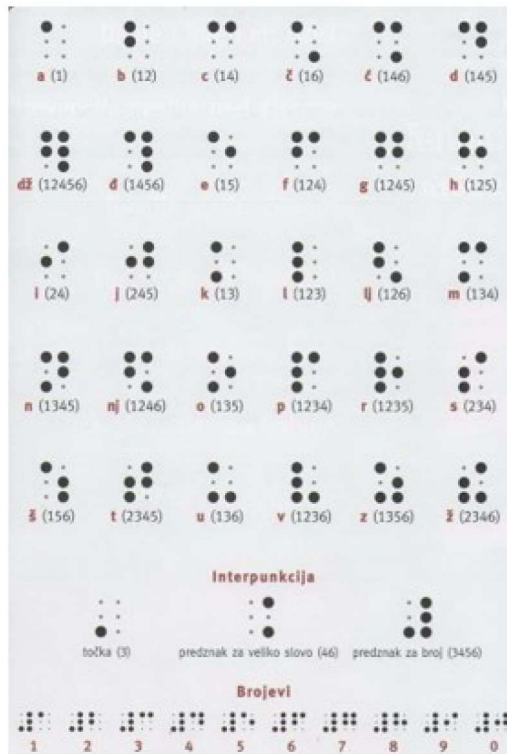 a (1) b (12) c (14) č (16) ć (146) d (145)
dž (12456) đ (1456) e (15) f (124) g (1245) h (125)
i (24) j (245) k (13) l (123) lj (126) m (134)
n (1345) nj (1246) o (135) p (1234) r (1235) s (234)
š (156) t (2345) u (136) v (1236) z (1356) ž (2346)
Interpunkcija
točka (3) predznak za veliko slovo (46) predznak za broj (3456)
Brojevi
1 2 3 4 5 6 7 8 9 0